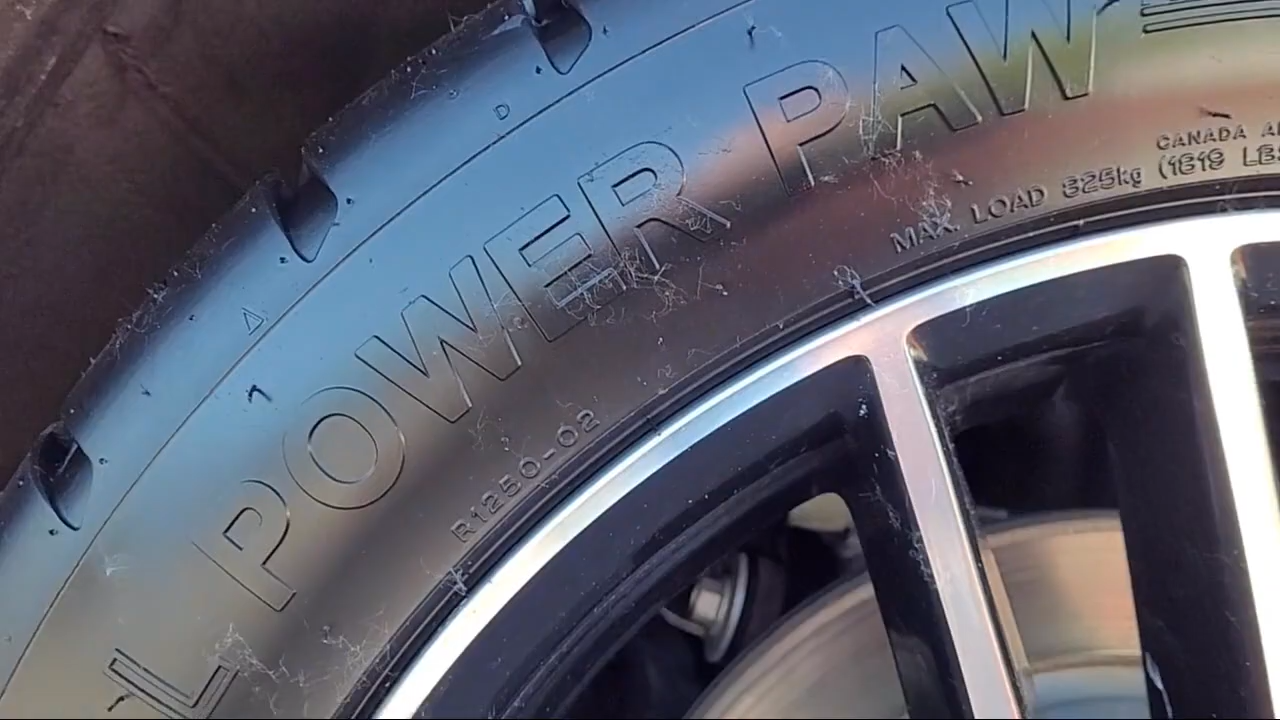 L POWER PAW
D
CANADA
MAX. LOAD 825kg (1819 LBS
R1250-02